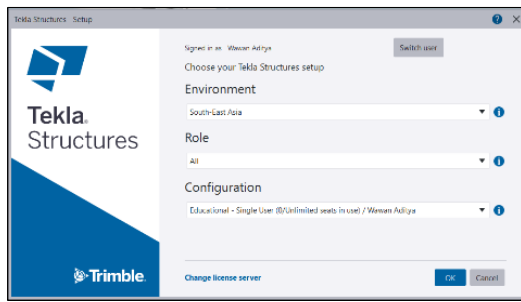 Tekla Structures Setup
Signed in as Wawan Aditya
Switch user
Choose your Tekla Structures setup
Environment
South-East Asia
Role
All
Configuration
Educational - Single User (0/Unlimited seats in use) / Wawan Aditya
Tekla.
Structures
Trimble.
Change license server
OK
Cancel